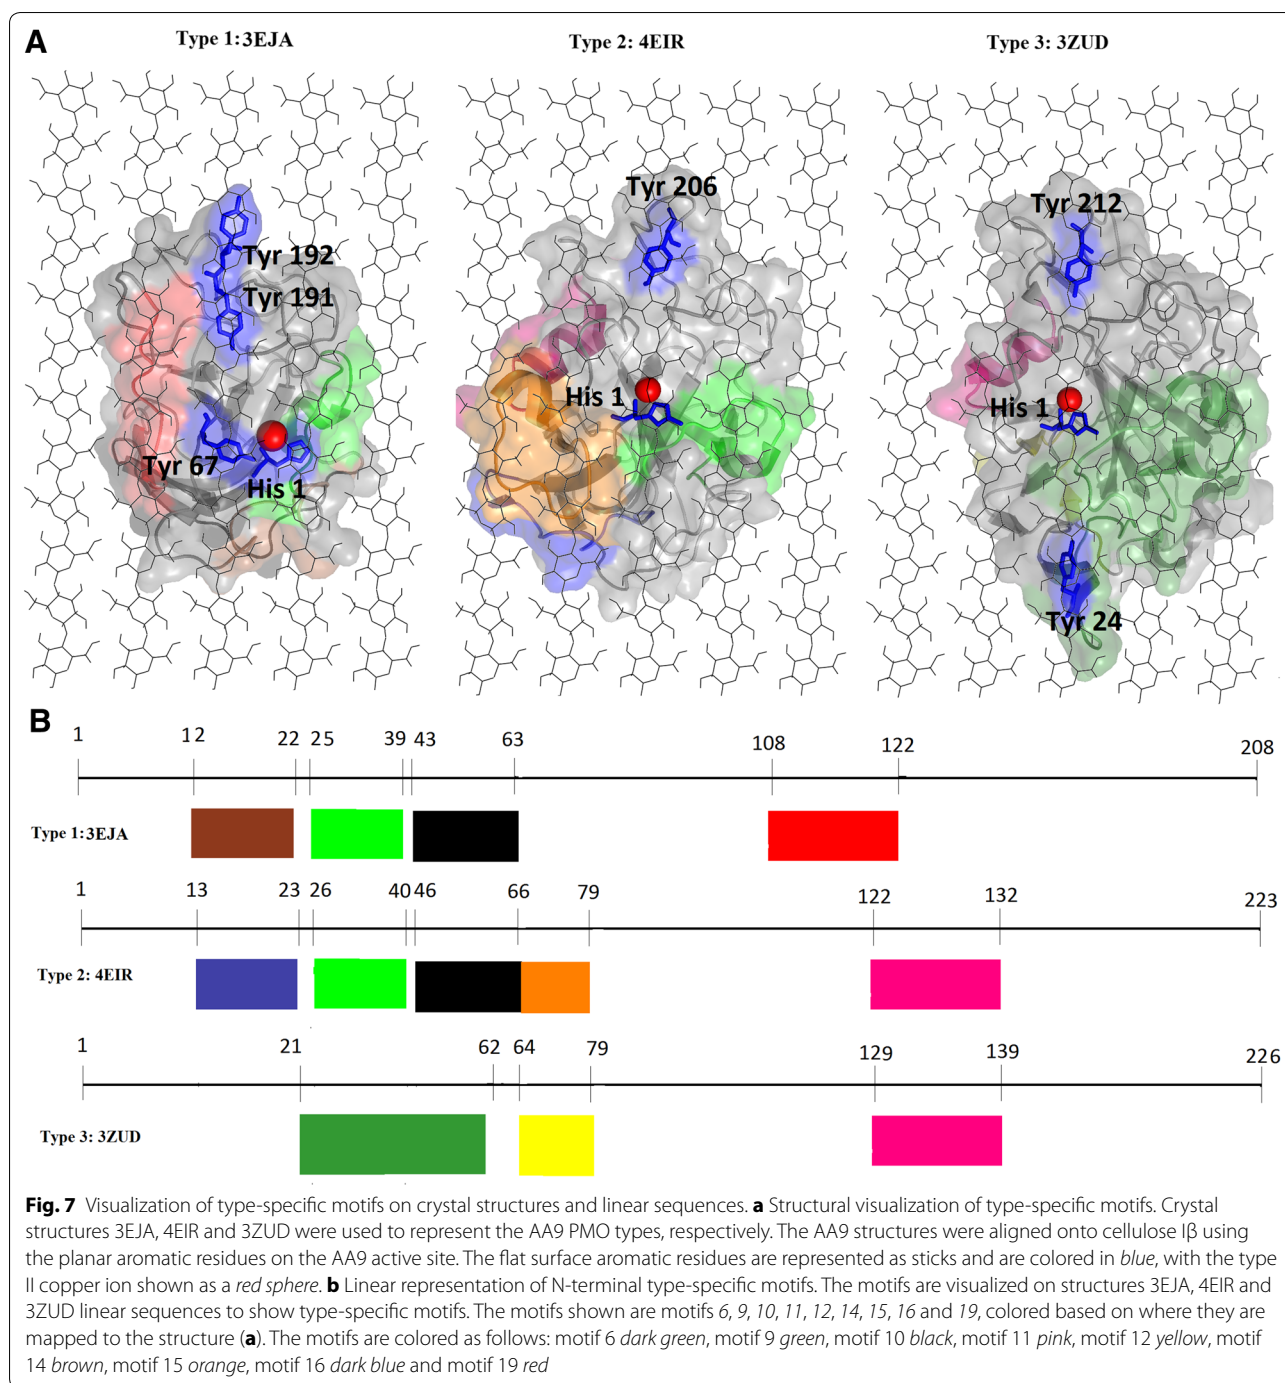 A
Type 1:3EJA
Type 2: 4EIR
Type 3: 3ZUD
Tyr 192
Tyr 191
Tyr 67
His 1
Tyr 206
His 1
Tyr 212
His 1
Tyr 24
B
1 12 22 25 39 43 63 108 122 208
Type 1:3EJA
1 13 23 26 40 46 66 79 122 132 223
Type 2: 4EIR
1 21 62 64 79 129 139 226
Type 3: 3ZUD
Fig. 7 Visualization of type-specific motifs on crystal structures and linear sequences. a Structural visualization of type-specific motifs. Crystal
structures 3EJA, 4EIR and 3ZUD were used to represent the AA9 PMO types, respectively. The AA9 structures were aligned onto cellulose Iβ using
the planar aromatic residues on the AA9 active site. The flat surface aromatic residues are represented as sticks and are colored in blue, with the type
II copper ion shown as a red sphere. b Linear representation of N-terminal type-specific motifs. The motifs are visualized on structures 3EJA, 4EIR and
3ZUD linear sequences to show type-specific motifs. The motifs shown are motifs 6, 9, 10, 11, 12, 14, 15, 16 and 19, colored based on where they are
mapped to the structure (a). The motifs are colored as follows: motif 6 dark green, motif 9 green, motif 10 black, motif 11 pink, motif 12 yellow, motif
14 brown, motif 15 orange, motif 16 dark blue and motif 19 red